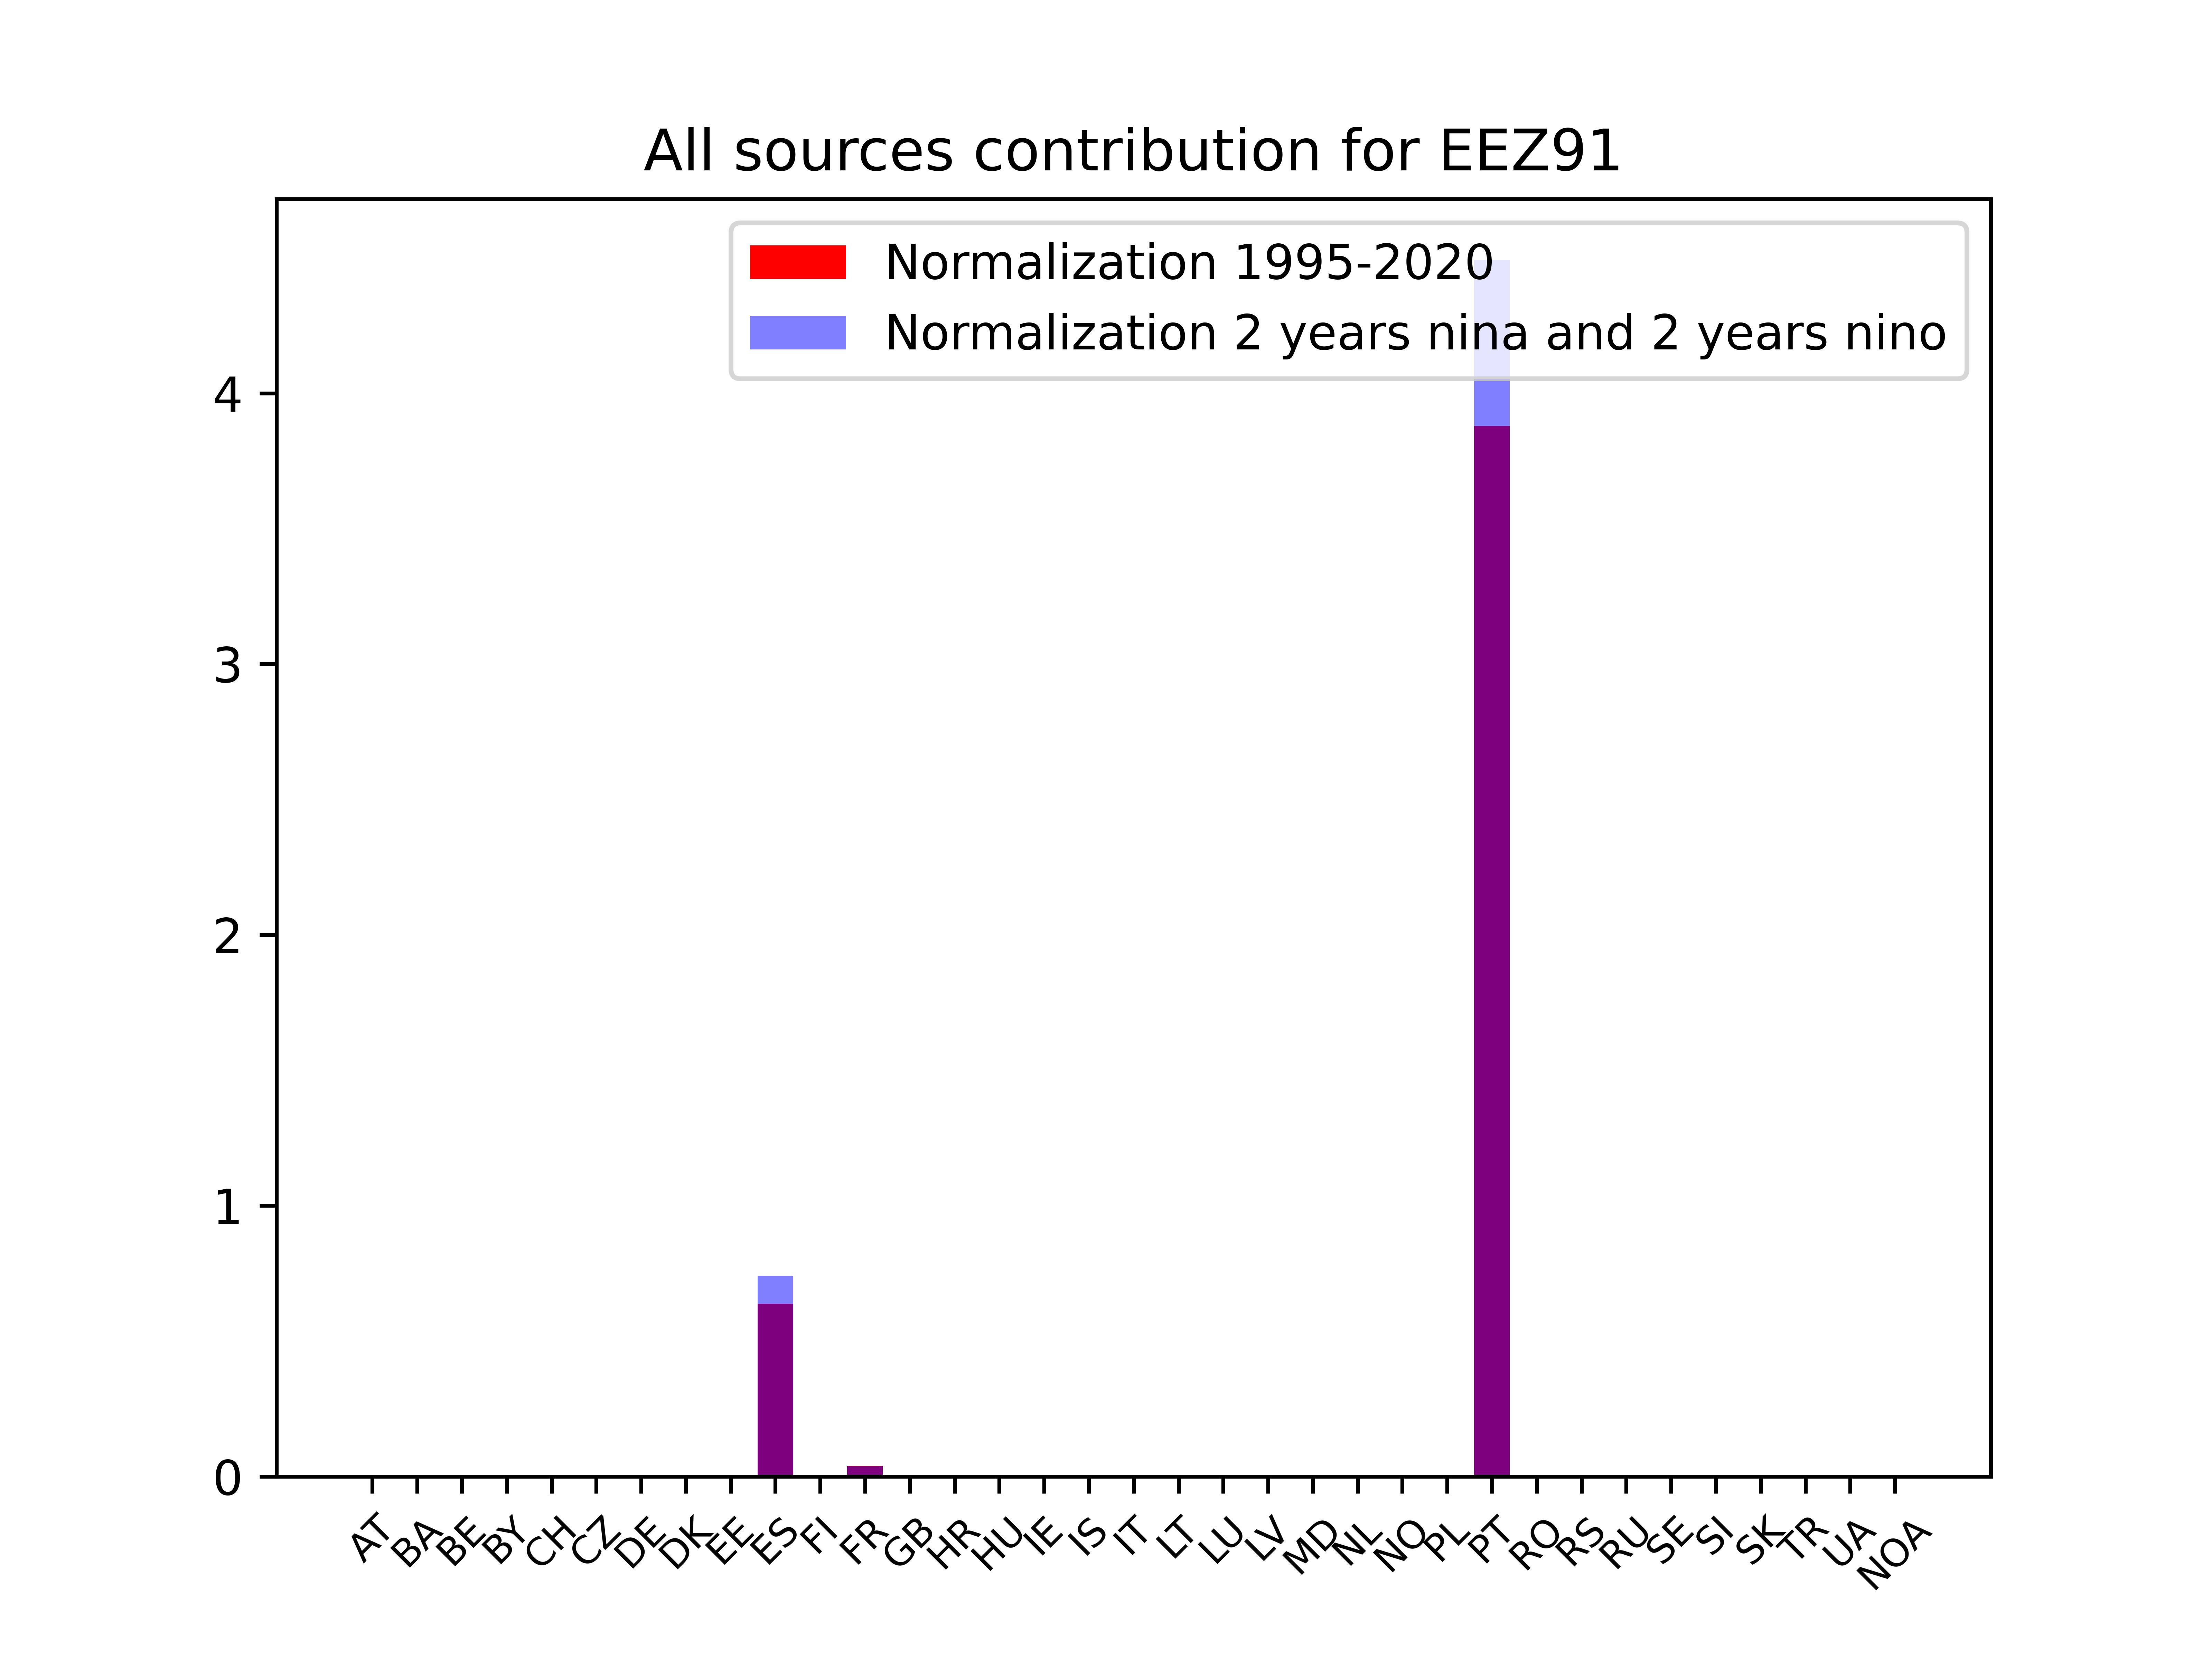 All sources contribution for EEZ91
Normalization 1995-2020
Normalization 2 years nina and 2 years nino
4
3
2
1
0
AT BA BE BY CH CZ DE DK EE ES FI FR GB HR HU IE IS IT LT LU LV MD NL NO PL PT RO RS RU SE SI SK TR UA NOA